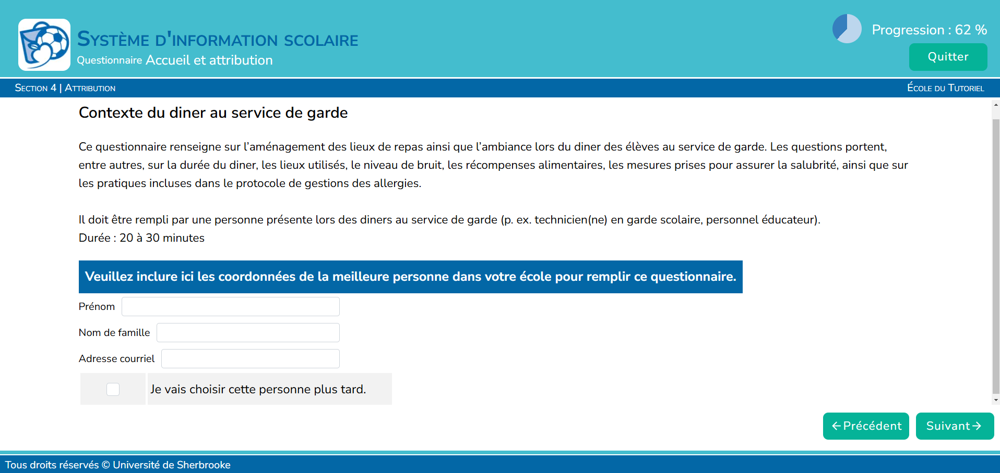 Système d'information scolaire
Questionnaire Accueil et attribution
Progression : 62 %
Quitter
Section 4 | Attribution
École du Tutoriel
Contexte du diner au service de garde
Ce questionnaire renseigne sur l’aménagement des lieux de repas ainsi que l’ambiance lors du diner des élèves au service de garde. Les questions portent,
entre autres, sur la durée du diner, les lieux utilisés, le niveau de bruit, les récompenses alimentaires, les mesures prises pour assurer la salubrité, ainsi que sur
les pratiques incluses dans le protocole de gestions des allergies.
Il doit être rempli par une personne présente lors des diners au service de garde (p. ex. technicien(ne) en garde scolaire, personnel éducateur).
Durée : 20 à 30 minutes
Veuillez inclure ici les coordonnées de la meilleure personne dans votre école pour remplir ce questionnaire.
Prénom
Nom de famille
Adresse courriel
Je vais choisir cette personne plus tard.
←Précédent
Suivant→
Tous droits réservés © Université de Sherbrooke